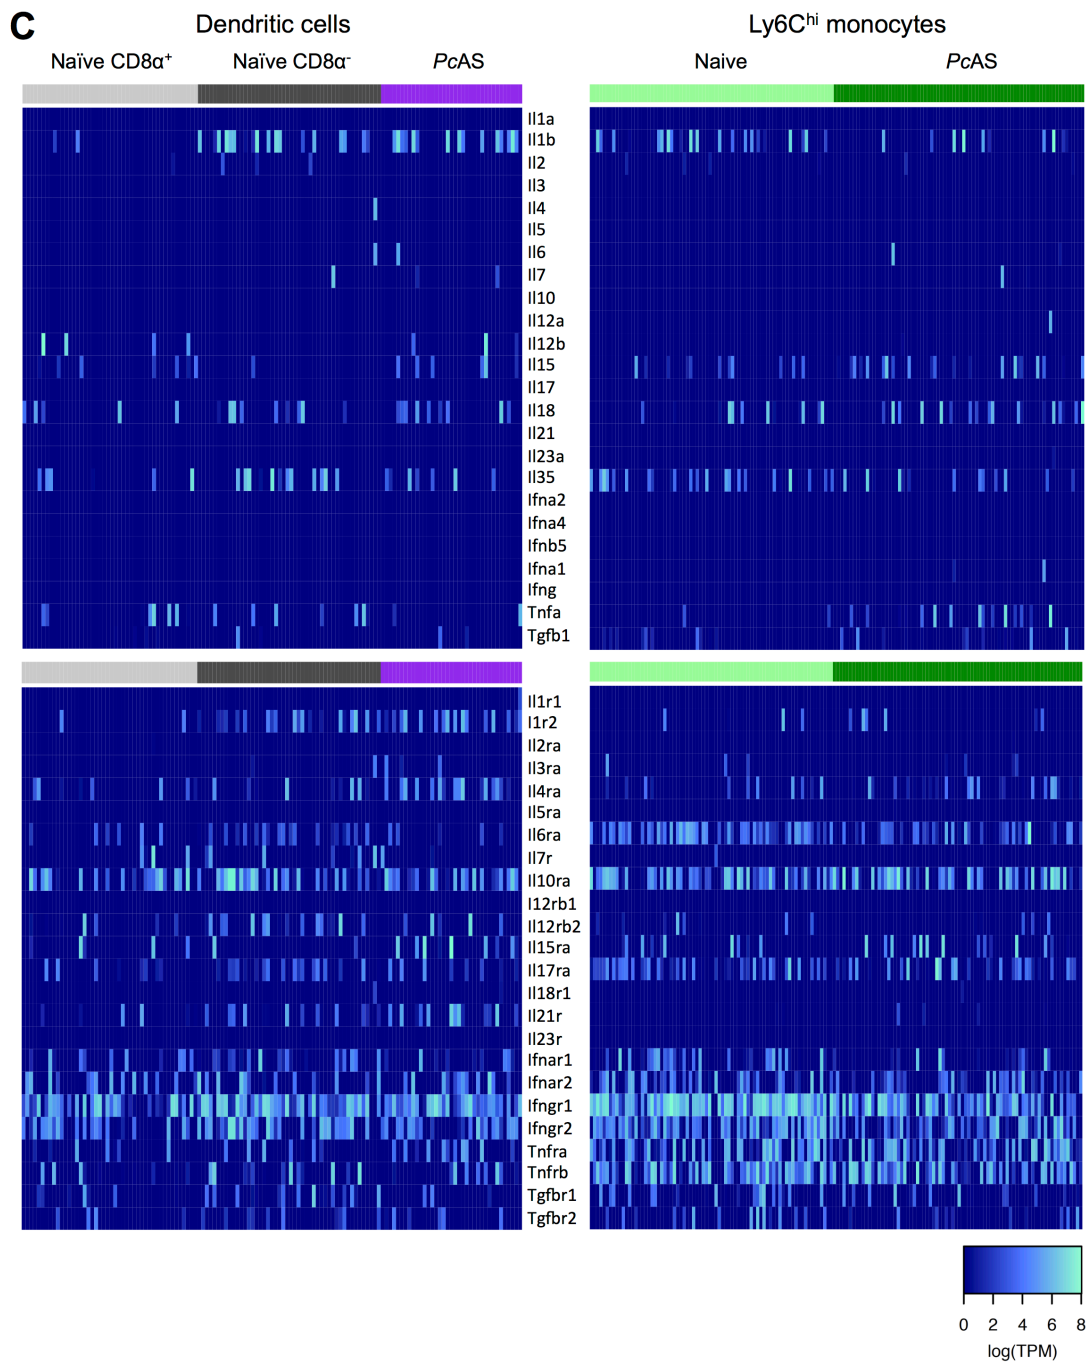 C
Dendritic cells
Ly6Chi monocytes
Naïve CD8α+
Naïve CD8α-
PcAS
Naive
PcAS
Il1a
Il1b
Il2
Il3
Il4
Il5
Il6
Il7
Il10
Il12a
Il12b
Il15
Il17
Il18
Il21
Il23a
Il35
Ifna2
Ifna4
Ifnb5
Ifna1
Ifng
Tnfa
Tgfb1
Il1r1
I1r2
Il2ra
Il3ra
Il4ra
Il5ra
Il6ra
Il7r
Il10ra
I12rb1
Il12rb2
Il15ra
Il17ra
Il18r1
Il21r
Il23r
Ifnar1
Ifnar2
Ifngr1
Ifngr2
Tnfra
Tnfrb
Tgfbr1
Tgfbr2
0 2 4 6 8
log(TPM)